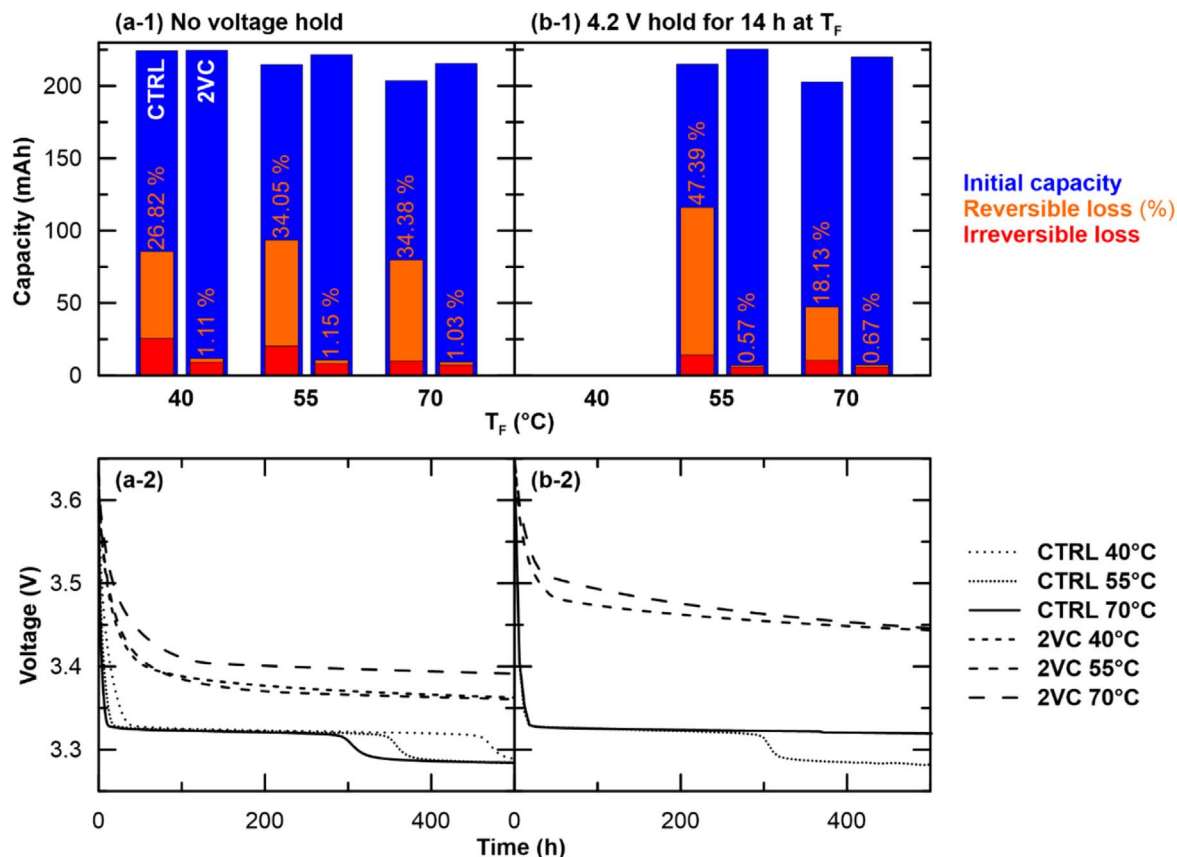 (a-1) No voltage hold
(b-1) 4.2 V hold for 14 h at T_F
Capacity (mAh)
200
150
100
50
0
CTRL
2VC
26.82 %
1.11 %
34.05 %
1.15 %
34.38 %
1.03 %
47.39 %
0.57 %
18.13 %
0.67 %
40 55 70 40 55 70
T_F (°C)
Initial capacity
Reversible loss (%)
Irreversible loss
(a-2)
(b-2)
Voltage (V)
3.6
3.5
3.4
3.3
0 200 400 0 200 400
Time (h)
CTRL 40°C
CTRL 55°C
CTRL 70°C
2VC 40°C
2VC 55°C
2VC 70°C